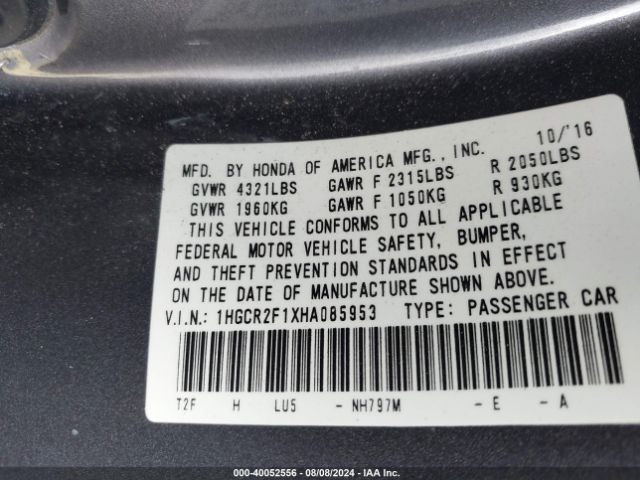 10/'16
MFD. BY HONDA OF AMERICA MFG., INC.
GVWR 4321LBS GAWR F 2315LBS R 2050LBS
GVWR 1960KG GAWR F 1050KG R 930KG
THIS VEHICLE CONFORMS TO ALL APPLICABLE
FEDERAL MOTOR VEHICLE SAFETY, BUMPER,
AND THEFT PREVENTION STANDARDS IN EFFECT
ON THE DATE OF MANUFACTURE SHOWN ABOVE.
V.I.N.: 1HGCR2F1XHA085953 TYPE: PASSENGER CAR
T2F H LU5 - NH797M - E - A
000-40052556 - 08/08/2024 - IAA Inc.